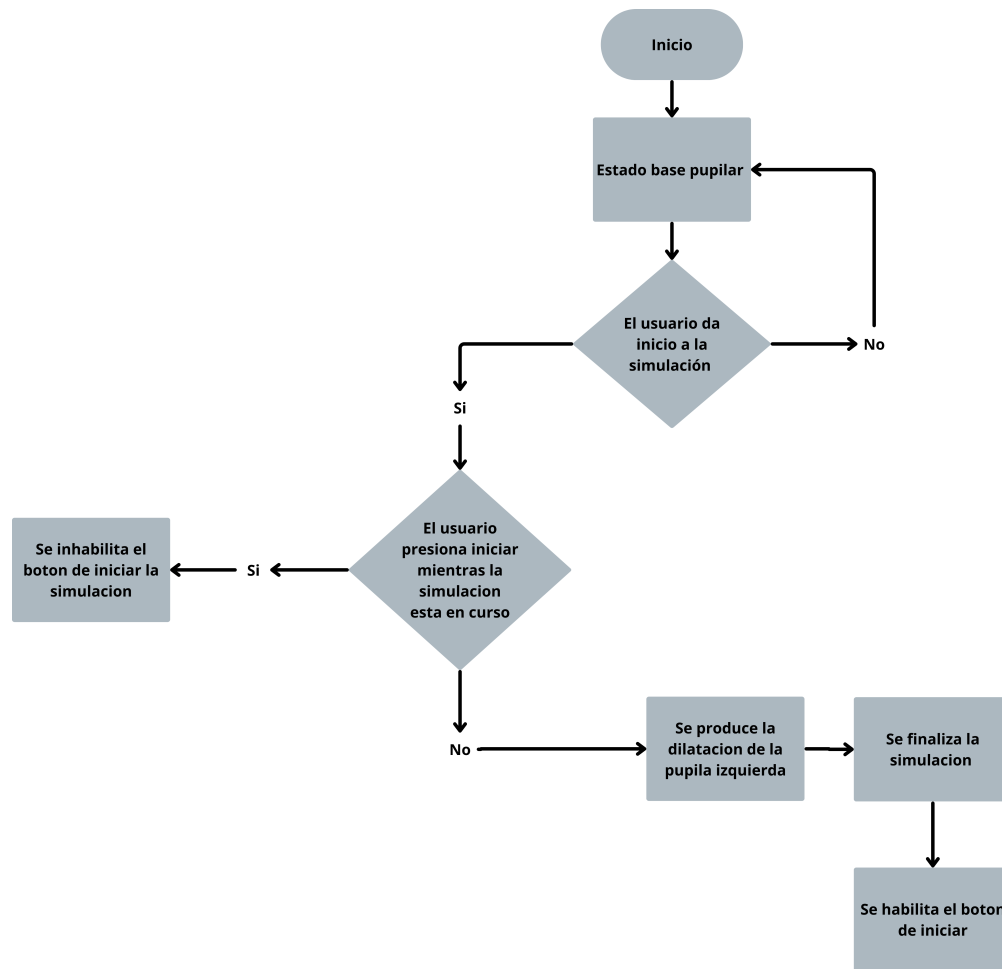 Inicio
Estado base pupilar
El usuario da
inicio a la
simulación
No
Si
El usuario
presiona iniciar
mientras la
simulacion
esta en curso
Si
Se inhabilita el
boton de iniciar la
simulacion
No
Se produce la
dilatacion de la
pupila izquierda
Se finaliza la
simulacion
Se habilita el boton
de iniciar